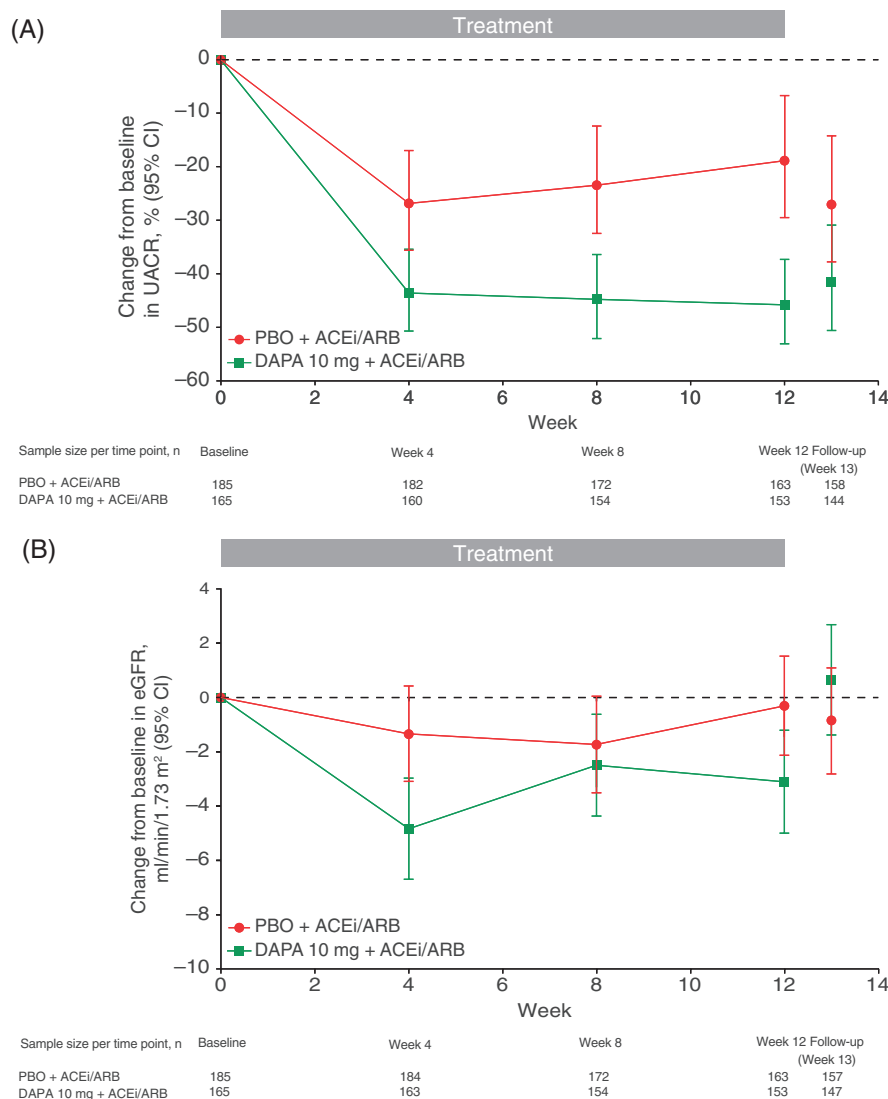 (A)
Treatment
0
–10
–20
–30
–40
–50
–60
Change from baseline
in UACR, % (95% CI)
PBO + ACEi/ARB
DAPA 10 mg + ACEi/ARB
0 2 4 6 8 10 12 14
Week
Sample size per time point, n Baseline Week 4 Week 8 Week 12 Follow-up
(Week 13)
PBO + ACEi/ARB 185 182 172 163 158
DAPA 10 mg + ACEi/ARB 165 160 154 153 144
(B)
Treatment
4
2
0
–2
–4
–6
–8
–10
Change from baseline in eGFR,
ml/min/1.73 m² (95% CI)
PBO + ACEi/ARB
DAPA 10 mg + ACEi/ARB
0 2 4 6 8 10 12 14
Week
Sample size per time point, n Baseline Week 4 Week 8 Week 12 Follow-up
(Week 13)
PBO + ACEi/ARB 185 184 172 163 157
DAPA 10 mg + ACEi/ARB 165 163 154 153 147